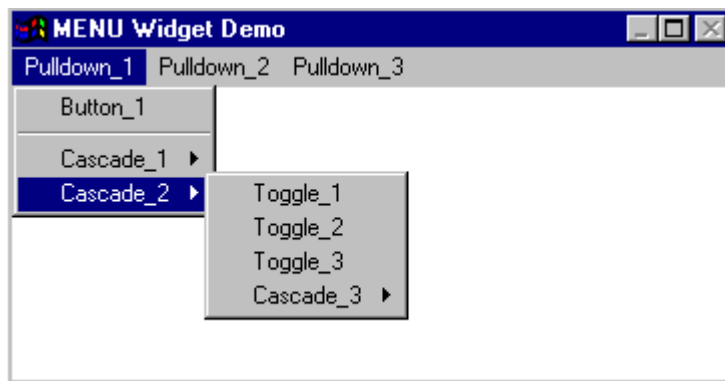 MENU Widget Demo
Pulldown_1 Pulldown_2 Pulldown_3
Button_1
Cascade_1
Cascade_2
Toggle_1
Toggle_2
Toggle_3
Cascade_3